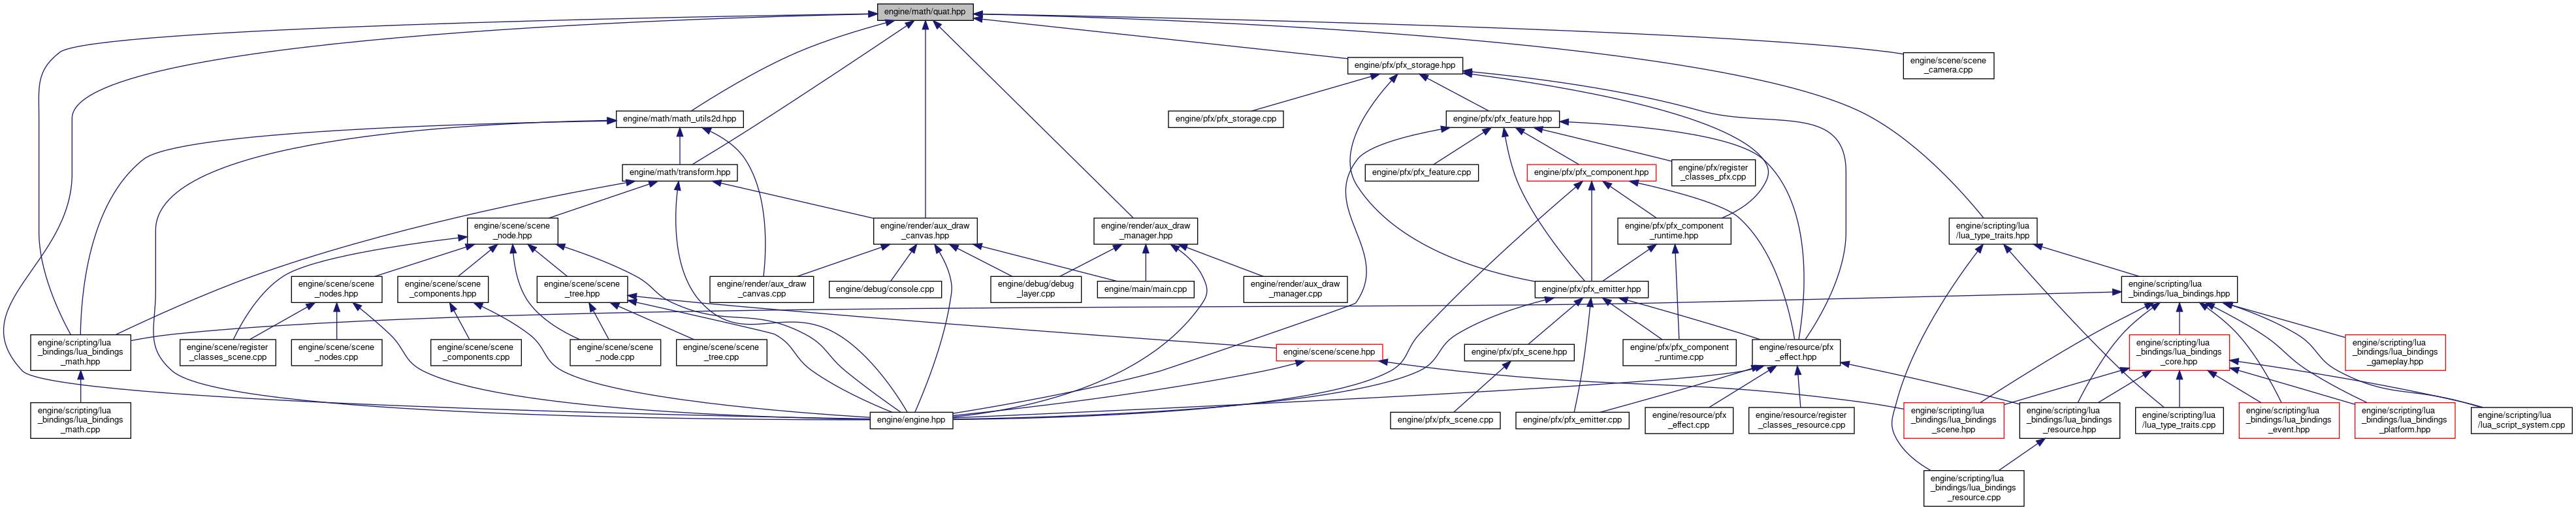 engine/math/quat.hpp
engine/scene/scene
_camera.cpp
engine/pfx/pfx_storage.hpp
engine/math/math_utils2d.hpp
engine/pfx/pfx_storage.cpp
engine/pfx/pfx_feature.hpp
engine/math/transform.hpp
engine/pfx/pfx_feature.cpp
engine/pfx/pfx_component.hpp
engine/pfx/register
_classes_pfx.cpp
engine/scene/scene
_node.hpp
engine/render/aux_draw
_canvas.hpp
engine/render/aux_draw
_manager.hpp
engine/pfx/pfx_component
_runtime.hpp
engine/scripting/lua
/lua_type_traits.hpp
engine/scene/scene
_nodes.hpp
engine/scene/scene
_components.hpp
engine/scene/scene
_tree.hpp
engine/render/aux_draw
_canvas.cpp
engine/debug/console.cpp
engine/debug/debug
_layer.cpp
engine/main/main.cpp
engine/render/aux_draw
_manager.cpp
engine/pfx/pfx_emitter.hpp
engine/scripting/lua
_bindings/lua_bindings.hpp
engine/scripting/lua
_bindings/lua_bindings
_math.hpp
engine/scene/register
_classes_scene.cpp
engine/scene/scene
_nodes.cpp
engine/scene/scene
_components.cpp
engine/scene/scene
_node.cpp
engine/scene/scene
_tree.cpp
engine/scene/scene.hpp
engine/pfx/pfx_scene.hpp
engine/pfx/pfx_component
_runtime.cpp
engine/resource/pfx
_effect.hpp
engine/scripting/lua
_bindings/lua_bindings
_core.hpp
engine/scripting/lua
_bindings/lua_bindings
_gameplay.hpp
engine/scripting/lua
_bindings/lua_bindings
_math.cpp
engine/engine.hpp
engine/pfx/pfx_scene.cpp
engine/pfx/pfx_emitter.cpp
engine/resource/pfx
_effect.cpp
engine/resource/register
_classes_resource.cpp
engine/scripting/lua
_bindings/lua_bindings
_scene.hpp
engine/scripting/lua
_bindings/lua_bindings
_resource.hpp
engine/scripting/lua
/lua_type_traits.cpp
engine/scripting/lua
_bindings/lua_bindings
_event.hpp
engine/scripting/lua
_bindings/lua_bindings
_platform.hpp
engine/scripting/lua
/lua_script_system.cpp
engine/scripting/lua
_bindings/lua_bindings
_resource.cpp